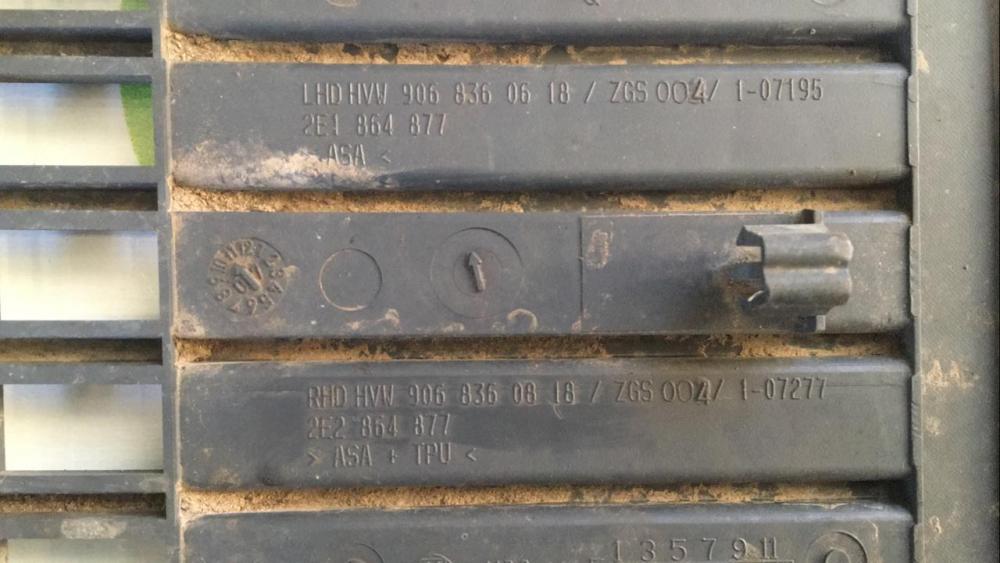 LHD HVW 906 836 06 18 / ZGS 004/ 1-07195
2E1 864 877
> ASA <
RHD HVW 906 836 08 18 / ZGS 004/ 1-07277
2E2 864 877
> ASA + TPU <
1 3 5 7 9 11